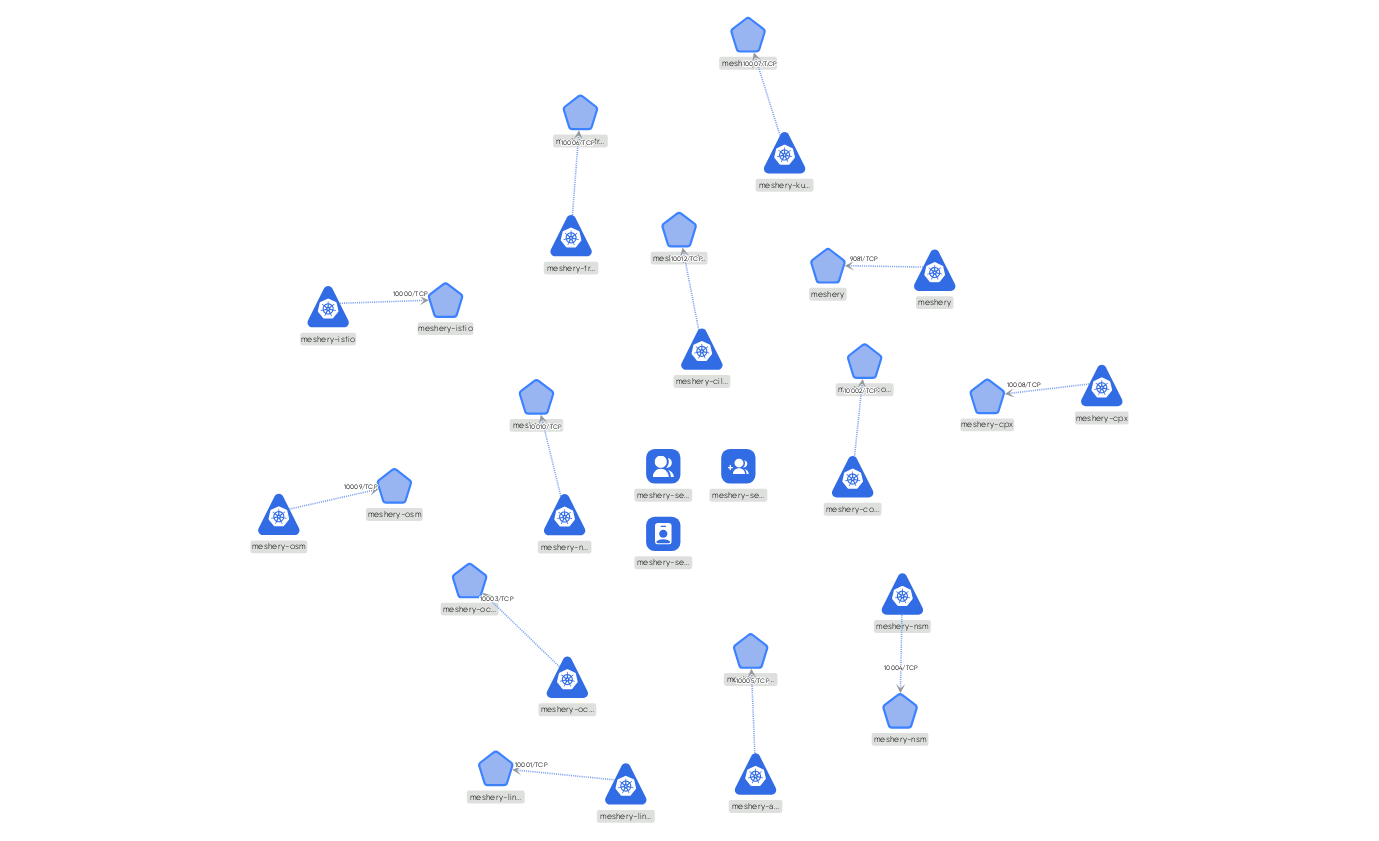 10007/TCP
10006/TCP
meshery-ku...
meshery-tr...
10012/TCP
9081/TCP
meshery
meshery
10000/TCP
meshery-istio
meshery-istio
meshery-cil...
10002/TCP
10008/TCP
meshery-cpx
meshery-cpx
10010/TCP
10009/TCP
meshery-osm
meshery-osm
meshery-n...
meshery-se...
meshery-se...
meshery-co...
meshery-se...
10003/TCP
meshery-oc...
meshery-nsm
10004/TCP
10005/TCP
meshery-oc...
meshery-nsm
10001/TCP
meshery-lin...
meshery-lin...
meshery-a...